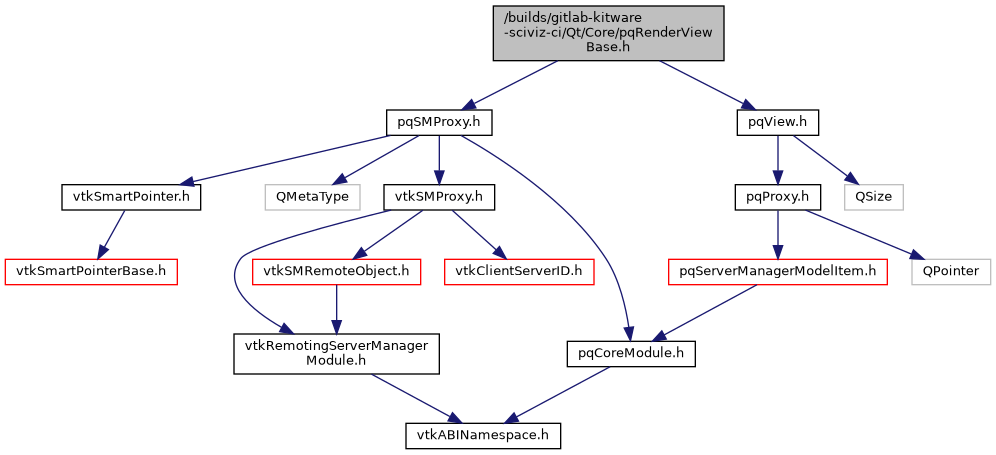 /builds/gitlab-kitware
-sciviz-ci/Qt/Core/pqRenderView
Base.h
pqSMProxy.h
pqView.h
vtkSmartPointer.h
QMetaType
vtkSMProxy.h
pqProxy.h
QSize
vtkSmartPointerBase.h
vtkSMRemoteObject.h
vtkClientServerID.h
pqServerManagerModelItem.h
QPointer
vtkRemotingServerManager
Module.h
pqCoreModule.h
vtkABINamespace.h